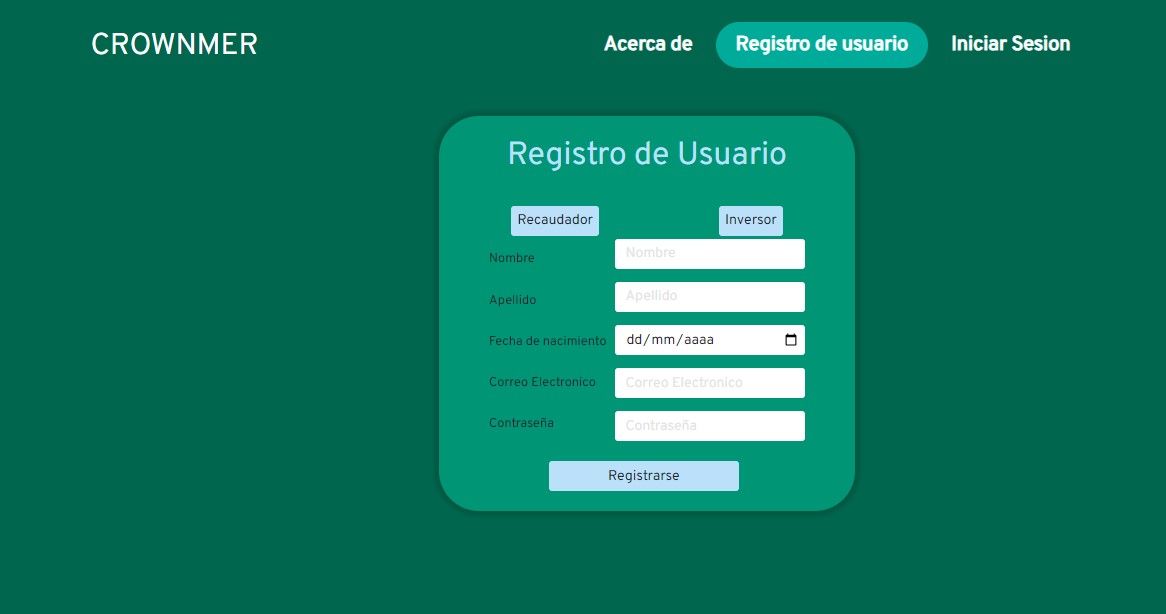 CROWNMER
Acerca de
Registro de usuario
Iniciar Sesion
Registro de Usuario
Recaudador
Inversor
Nombre
Nombre
Apellido
Apellido
Fecha de nacimiento
dd/mm/aaaa
Correo Electronico
Correo Electronico
Contraseña
Contraseña
Registrarse